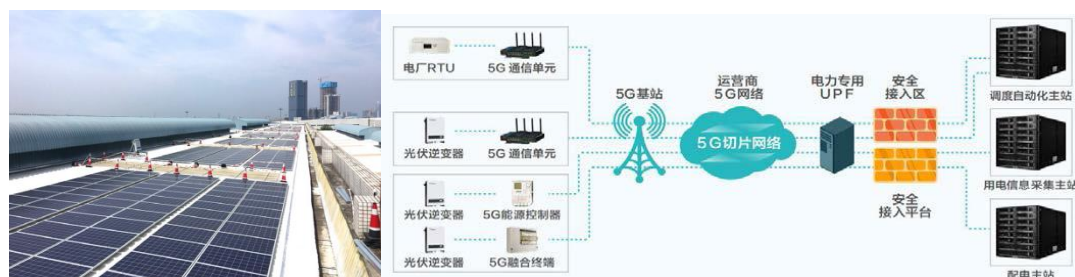 电厂RTU
5G 通信单元
光伏逆变器
5G 通信单元
光伏逆变器
5G能源控制器
光伏逆变器
5G融合终端
5G基站
运营商
5G网络
5G切片网络
电力专用
UPF
安全
接入区
安全
接入平台
调度自动化主站
用电信息采集主站
配电主站